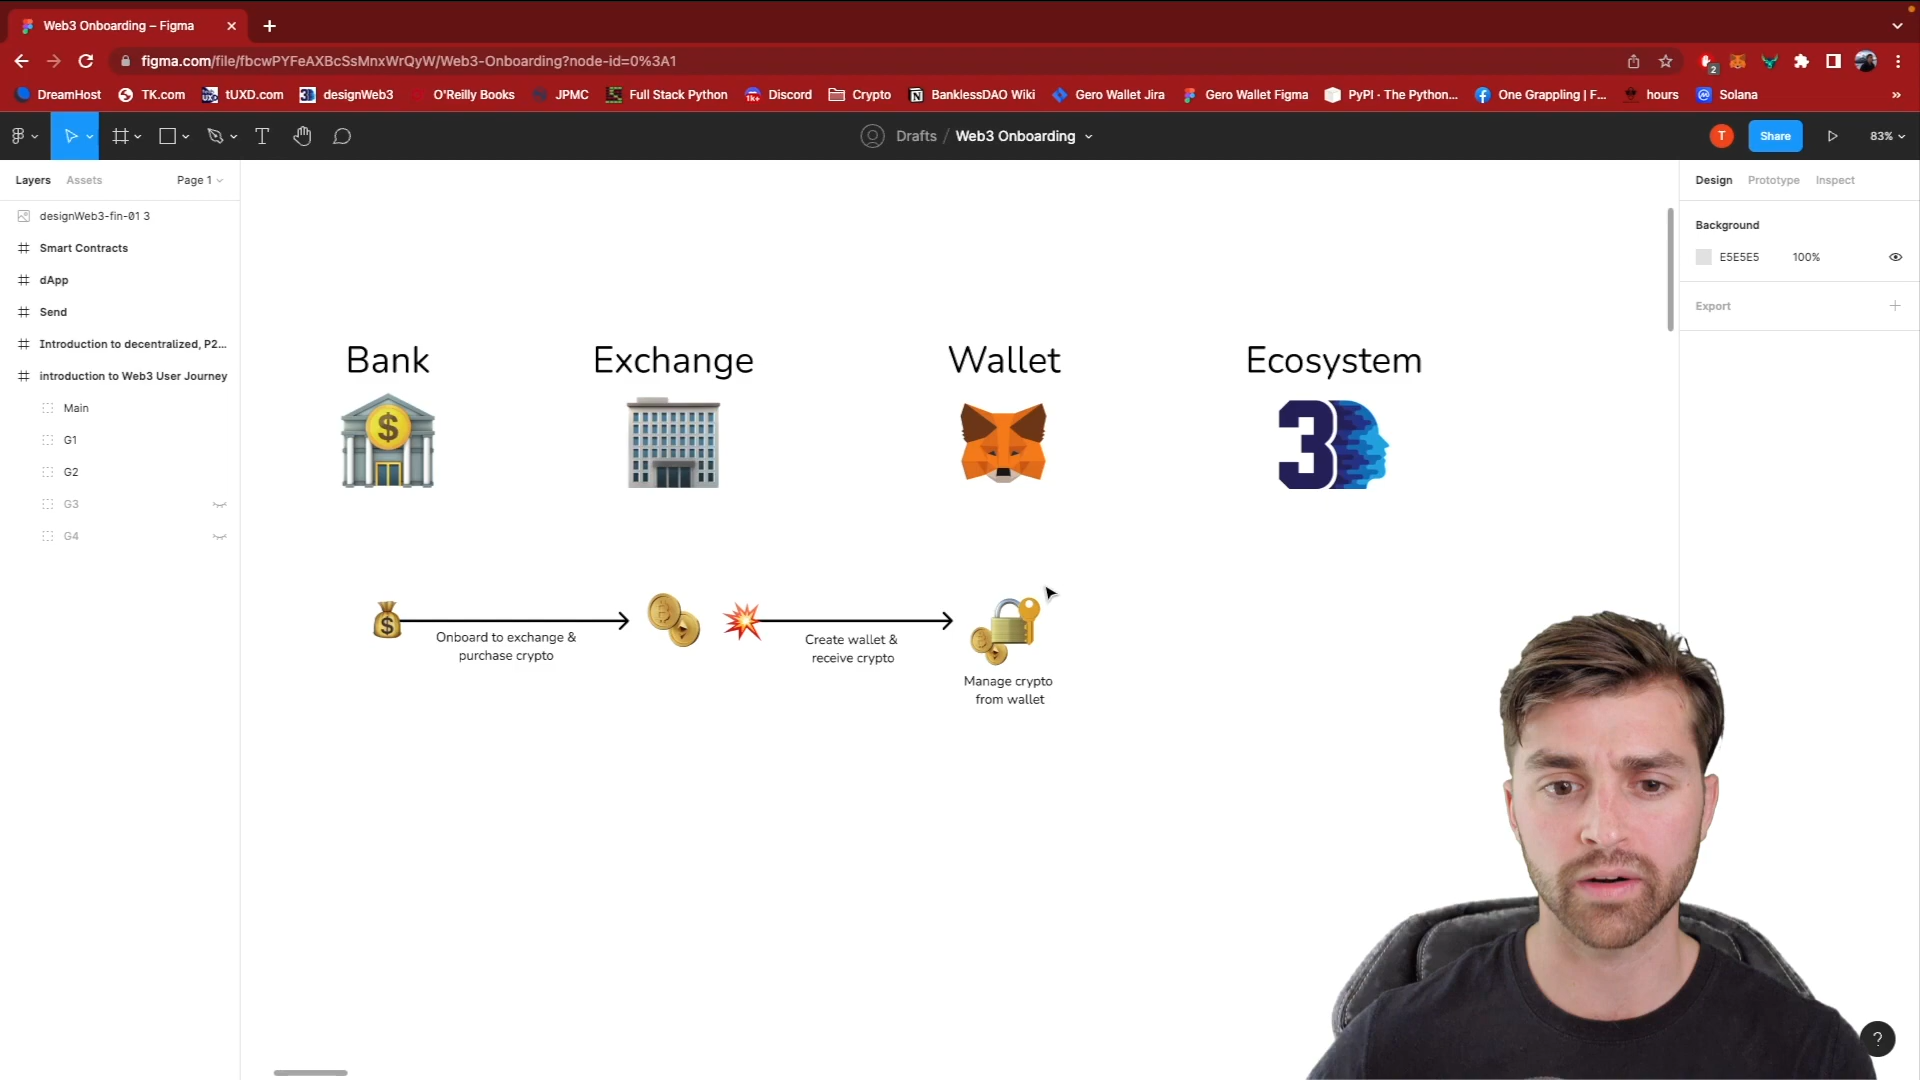 Web3 Onboarding – Figma
figma.com/file/fbcwPYFeAXBcSsMnxWrQyW/Web3-Onboarding?node-id=0%3A1
2
DreamHost
TK.com
tUXD.com
designWeb3
O'Reilly Books
JPMC
Full Stack Python
1k+
Discord
Crypto
BanklessDAO Wiki
Gero Wallet Jira
Gero Wallet Figma
PyPI · The Python...
One Grappling | F...
hours
Solana
»
Drafts / Web3 Onboarding
T
Share
83%
Layers
Assets
Page 1
designWeb3-fin-01 3
Smart Contracts
dApp
Send
Introduction to decentralized, P2...
introduction to Web3 User Journey
Main
G1
G2
G3
G4
Design
Prototype
Inspect
Background
E5E5E5
100%
Export
Bank
Exchange
Wallet
Ecosystem
$
3
$
Onboard to exchange &
purchase crypto
Create wallet &
receive crypto
Manage crypto
from wallet
?